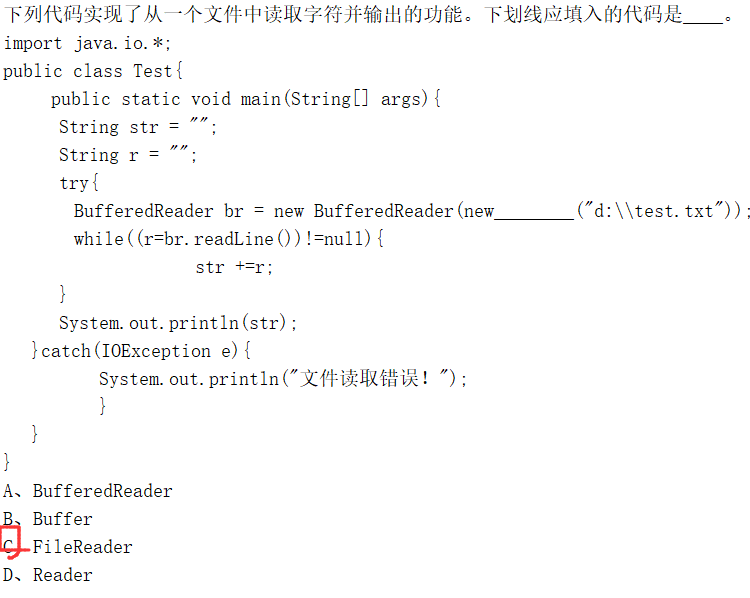 下列代码实现了从一个文件中读取字符并输出的功能。下划线应填入的代码是____。
import java.io.*;
public class Test{
public static void main(String[] args){
String str = "";
String r = "";
try{
BufferedReader br = new BufferedReader(new________("d:\\test.txt"));
while((r=br.readLine())!=null){
str +=r;
}
System.out.println(str);
}catch(IOException e){
System.out.println("文件读取错误！");
}
}
}
A、BufferedReader
B、Buffer
C、FileReader
D、Reader